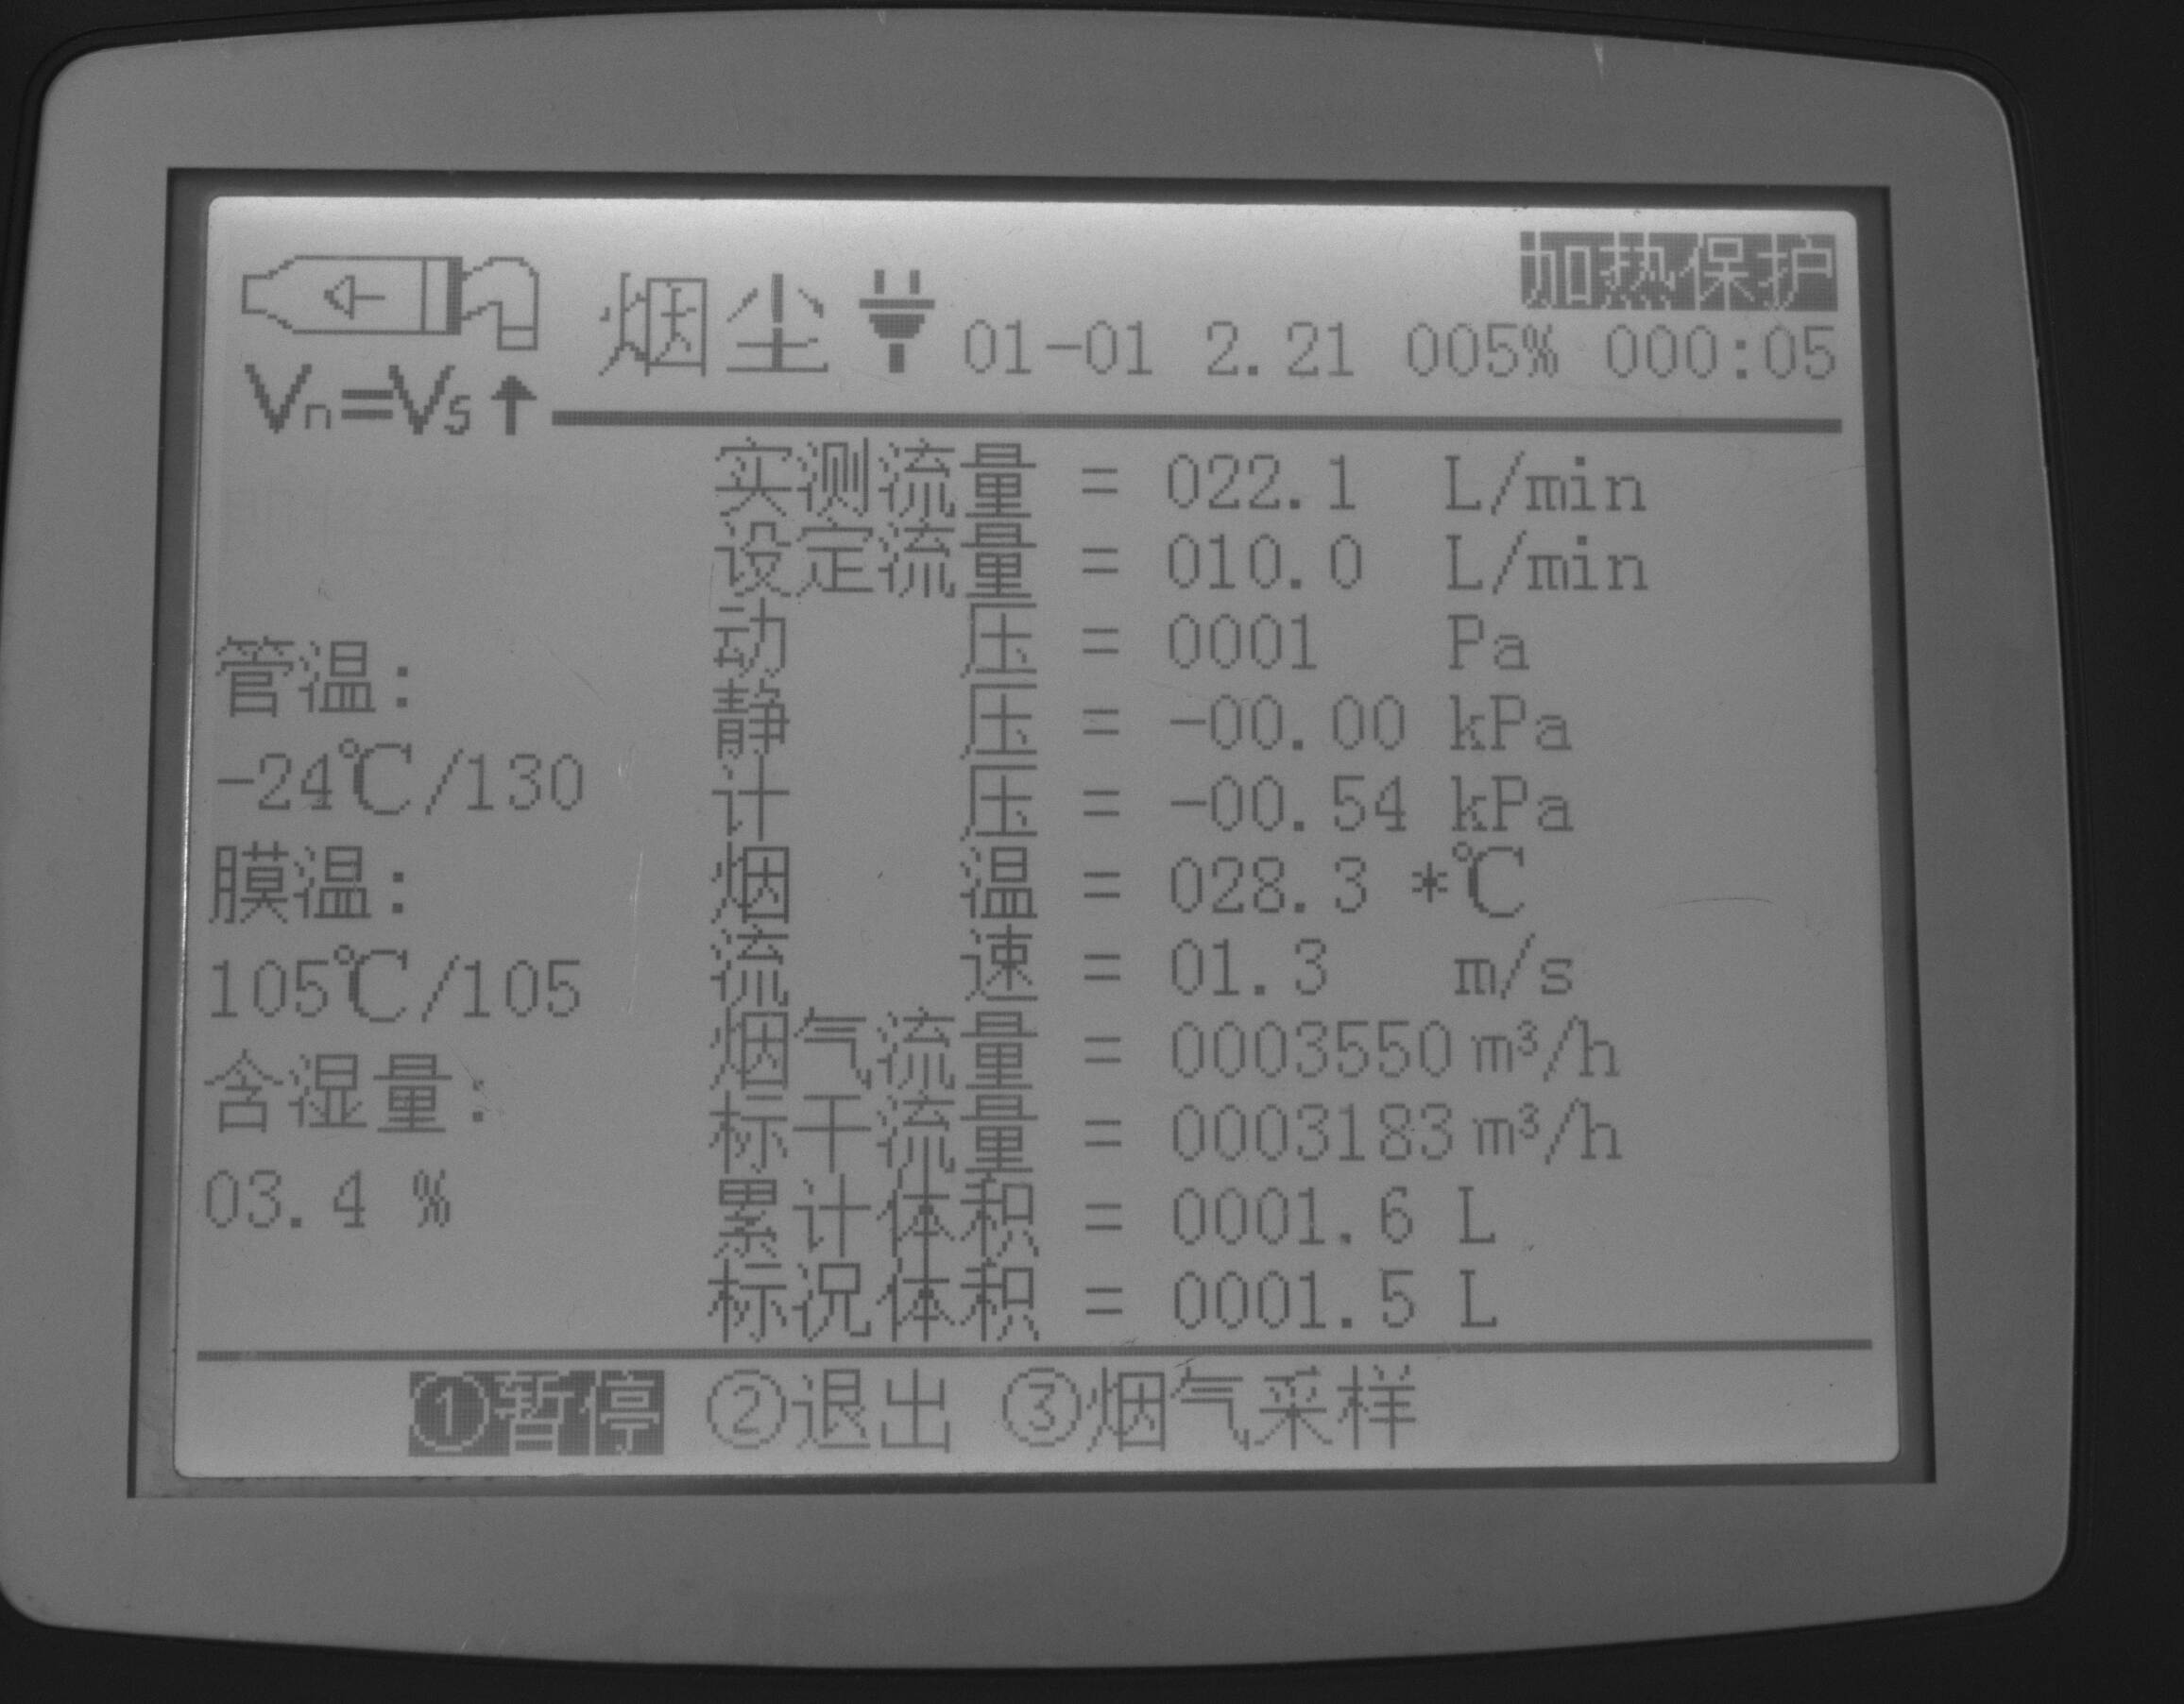 加热保护
烟尘 01-01 2.21 005% 000:05
Vn=Vs↑
实测流量 = 022.1 L/min
设定流量 = 010.0 L/min
动压 = 0001 Pa
静压 = -00.00 kPa
计压 = -00.54 kPa
烟温 = 028.3 *℃
流速 = 01.3 m/s
烟气流量 = 0003550 m³/h
标干流量 = 0003183 m³/h
累计体积 = 0001.6 L
标况体积 = 0001.5 L
管温:
-24℃/130
膜温:
105℃/105
含湿量:
03.4 %
①暂停 ②退出 ③烟气采样